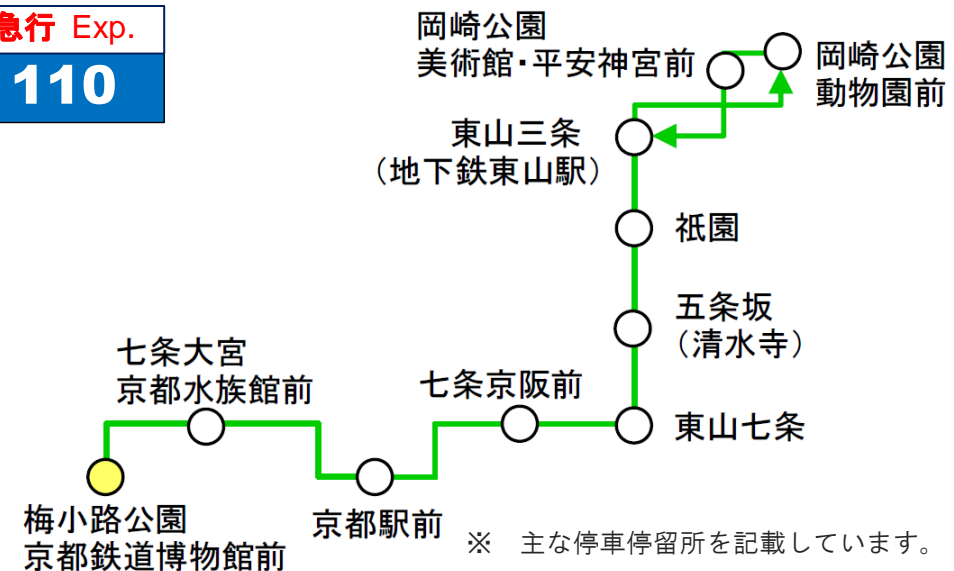 急行 Exp.
110
岡崎公園
美術館・平安神宮前
岡崎公園
動物園前
東山三条
（地下鉄東山駅）
祇園
五条坂
（清水寺）
七条大宮
京都水族館前
七条京阪前
東山七条
梅小路公園
京都鉄道博物館前
京都駅前
※　主な停車停留所を記載しています。